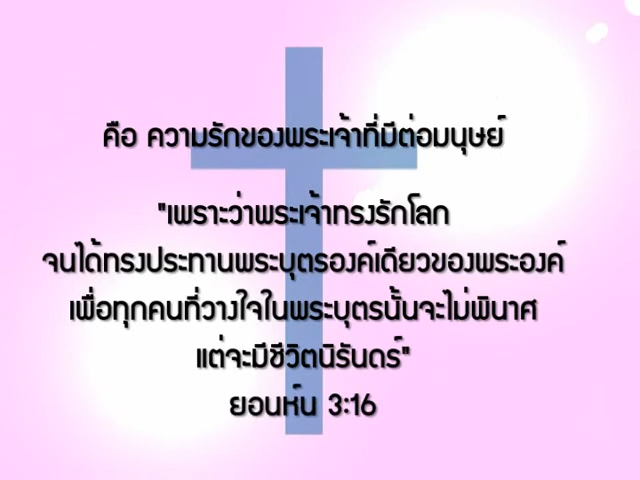 คือ ความรักของพระเจ้าที่มีต่อมนุษย์
"เพราะว่าพระเจ้าทรงรักโลก
จนได้ทรงประทานพระบุตรองค์เดียวของพระองค์
เพื่อทุกคนที่วางใจในพระบุตรนั้นจะไม่พินาศ
แต่จะมีชีวิตนิรันดร์"
ยอนห์น 3:16